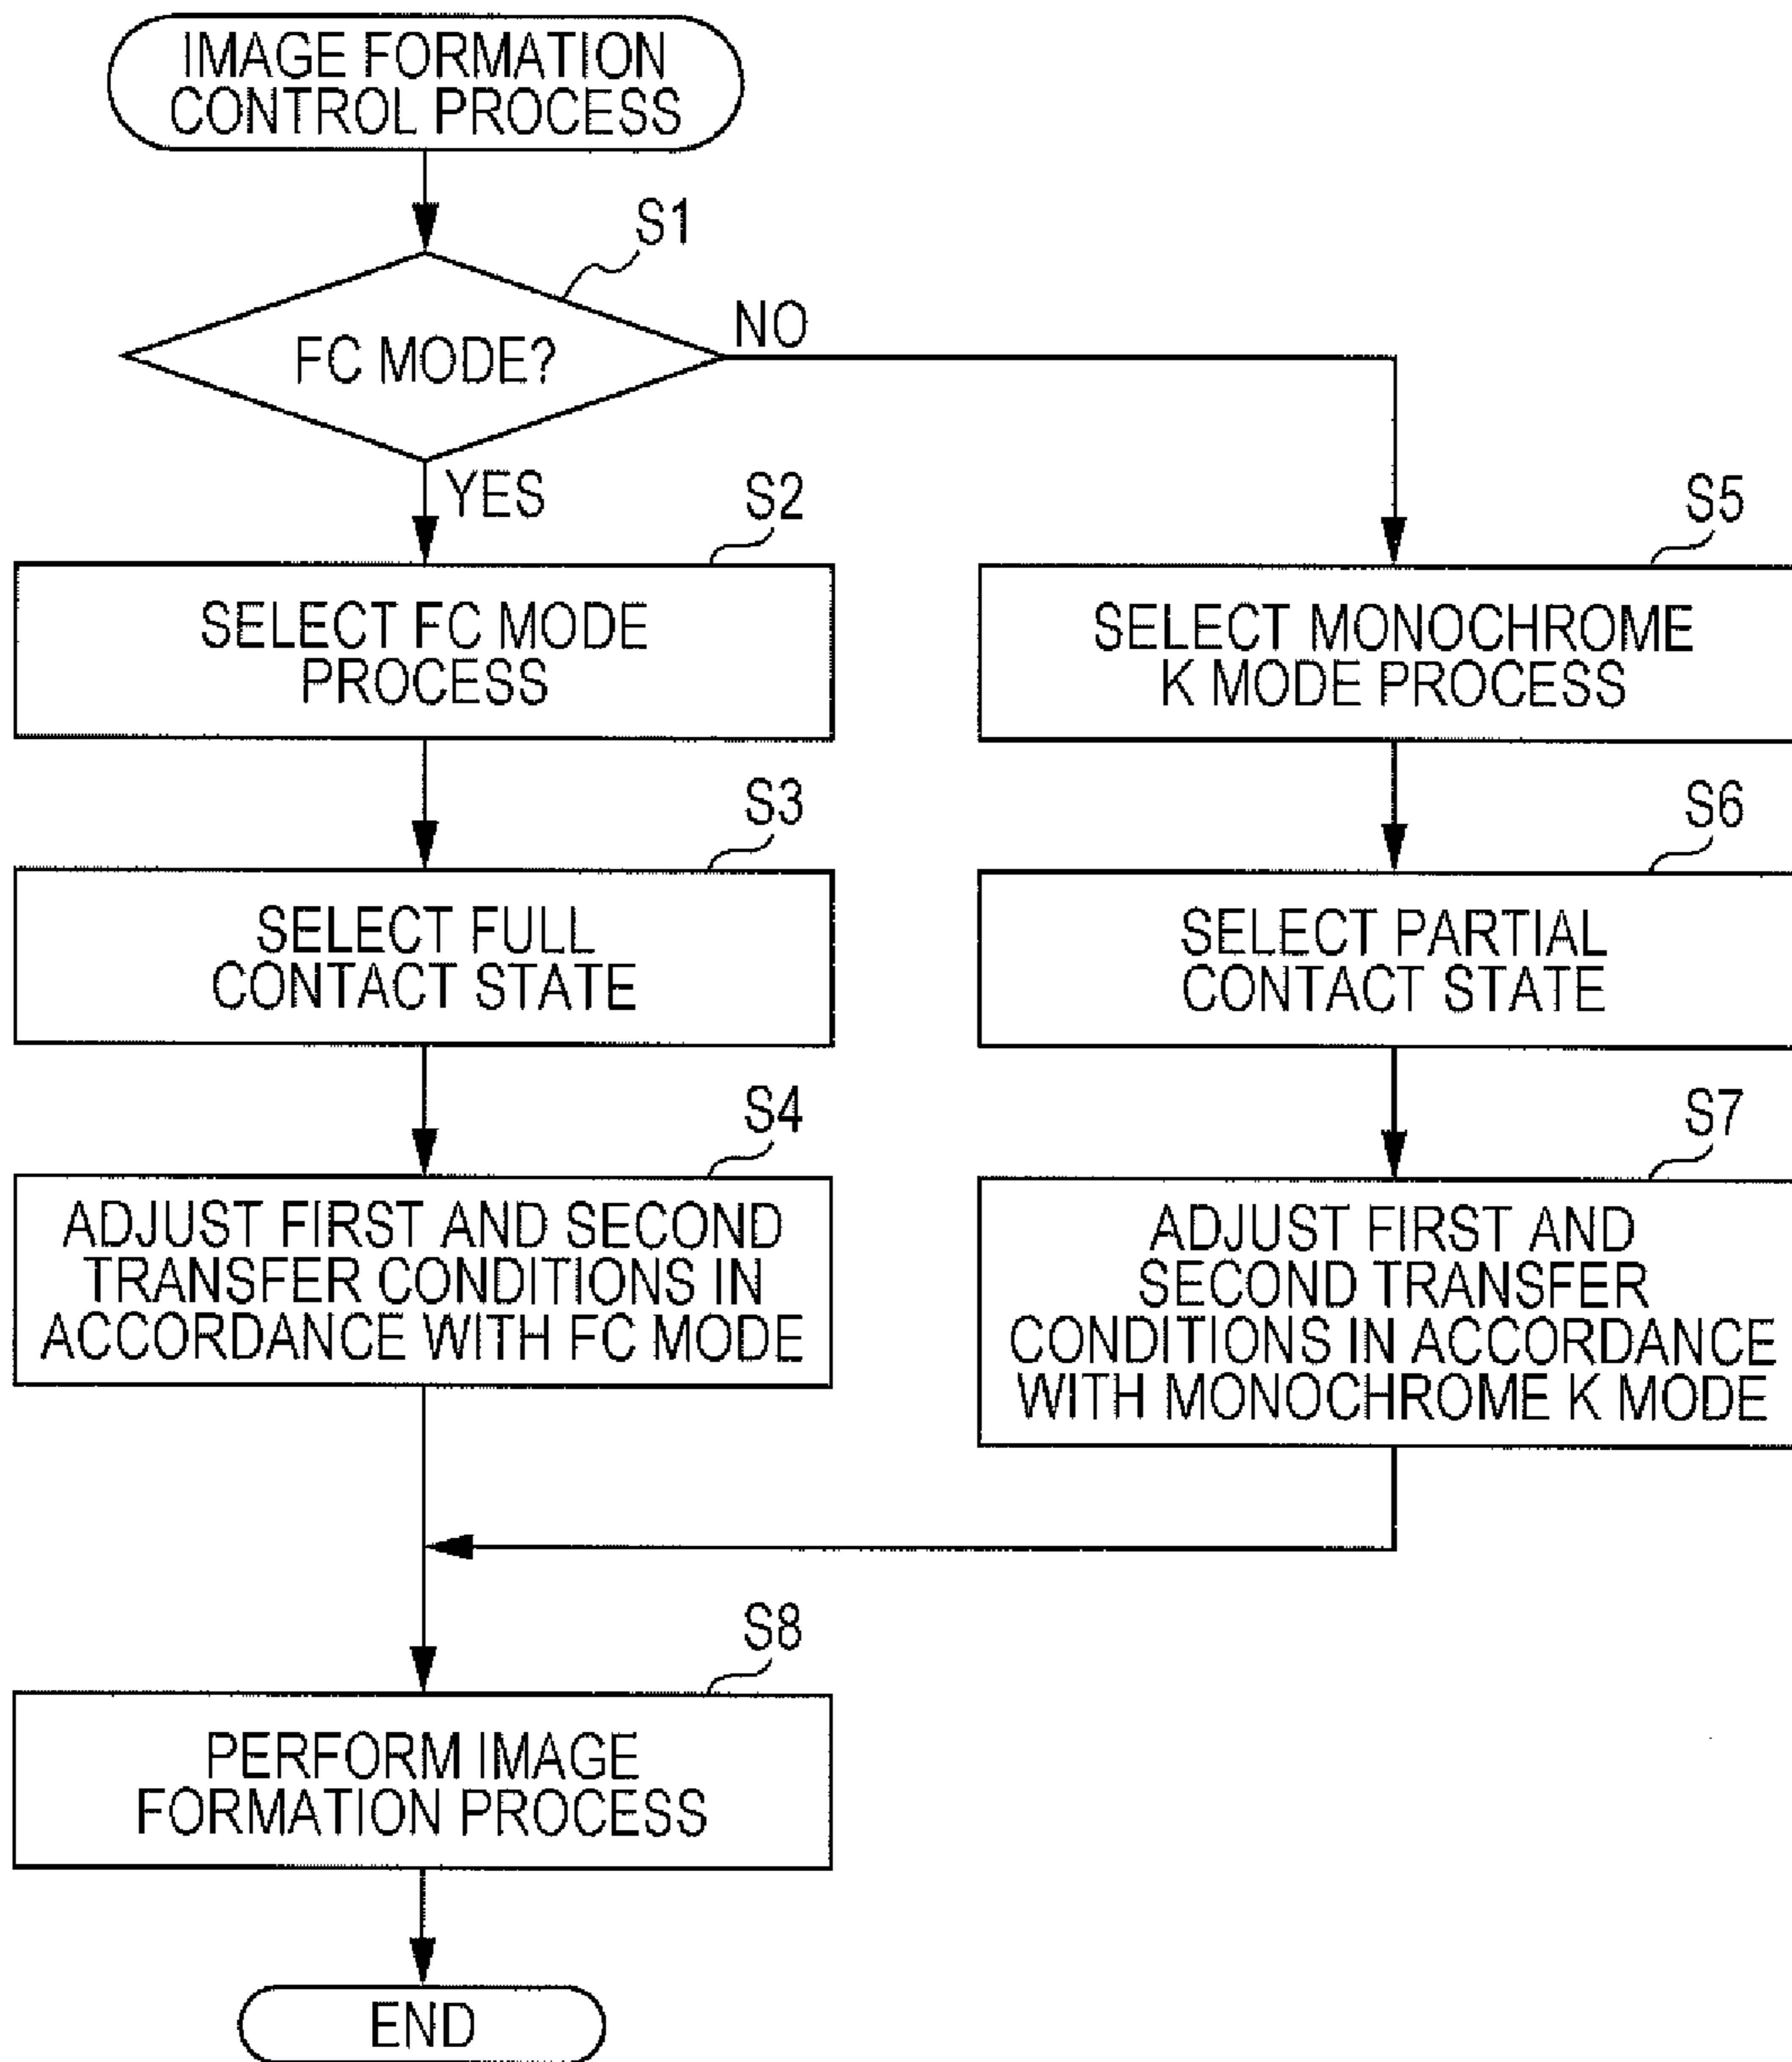 IMAGE FORMATION
CONTROL PROCESS
S1
FC MODE?
NO
YES
S2
SELECT FC MODE
PROCESS
S3
SELECT FULL
CONTACT STATE
S4
ADJUST FIRST AND SECOND
TRANSFER CONDITIONS IN
ACCORDANCE WITH FC MODE
S5
SELECT MONOCHROME
K MODE PROCESS
S6
SELECT PARTIAL
CONTACT STATE
S7
ADJUST FIRST AND
SECOND TRANSFER
CONDITIONS IN ACCORDANCE
WITH MONOCHROME K MODE
S8
PERFORM IMAGE
FORMATION PROCESS
END